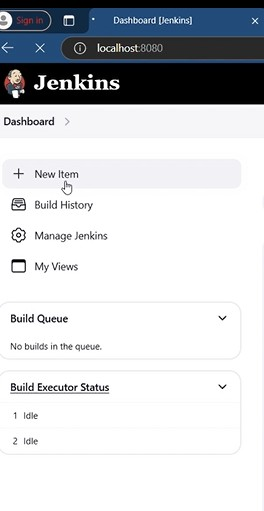 Sign in
Dashboard [Jenkins]
localhost:8080
Jenkins
Dashboard
New Item
Build History
Manage Jenkins
My Views
Build Queue
No builds in the queue.
Build Executor Status
1 Idle
2 Idle